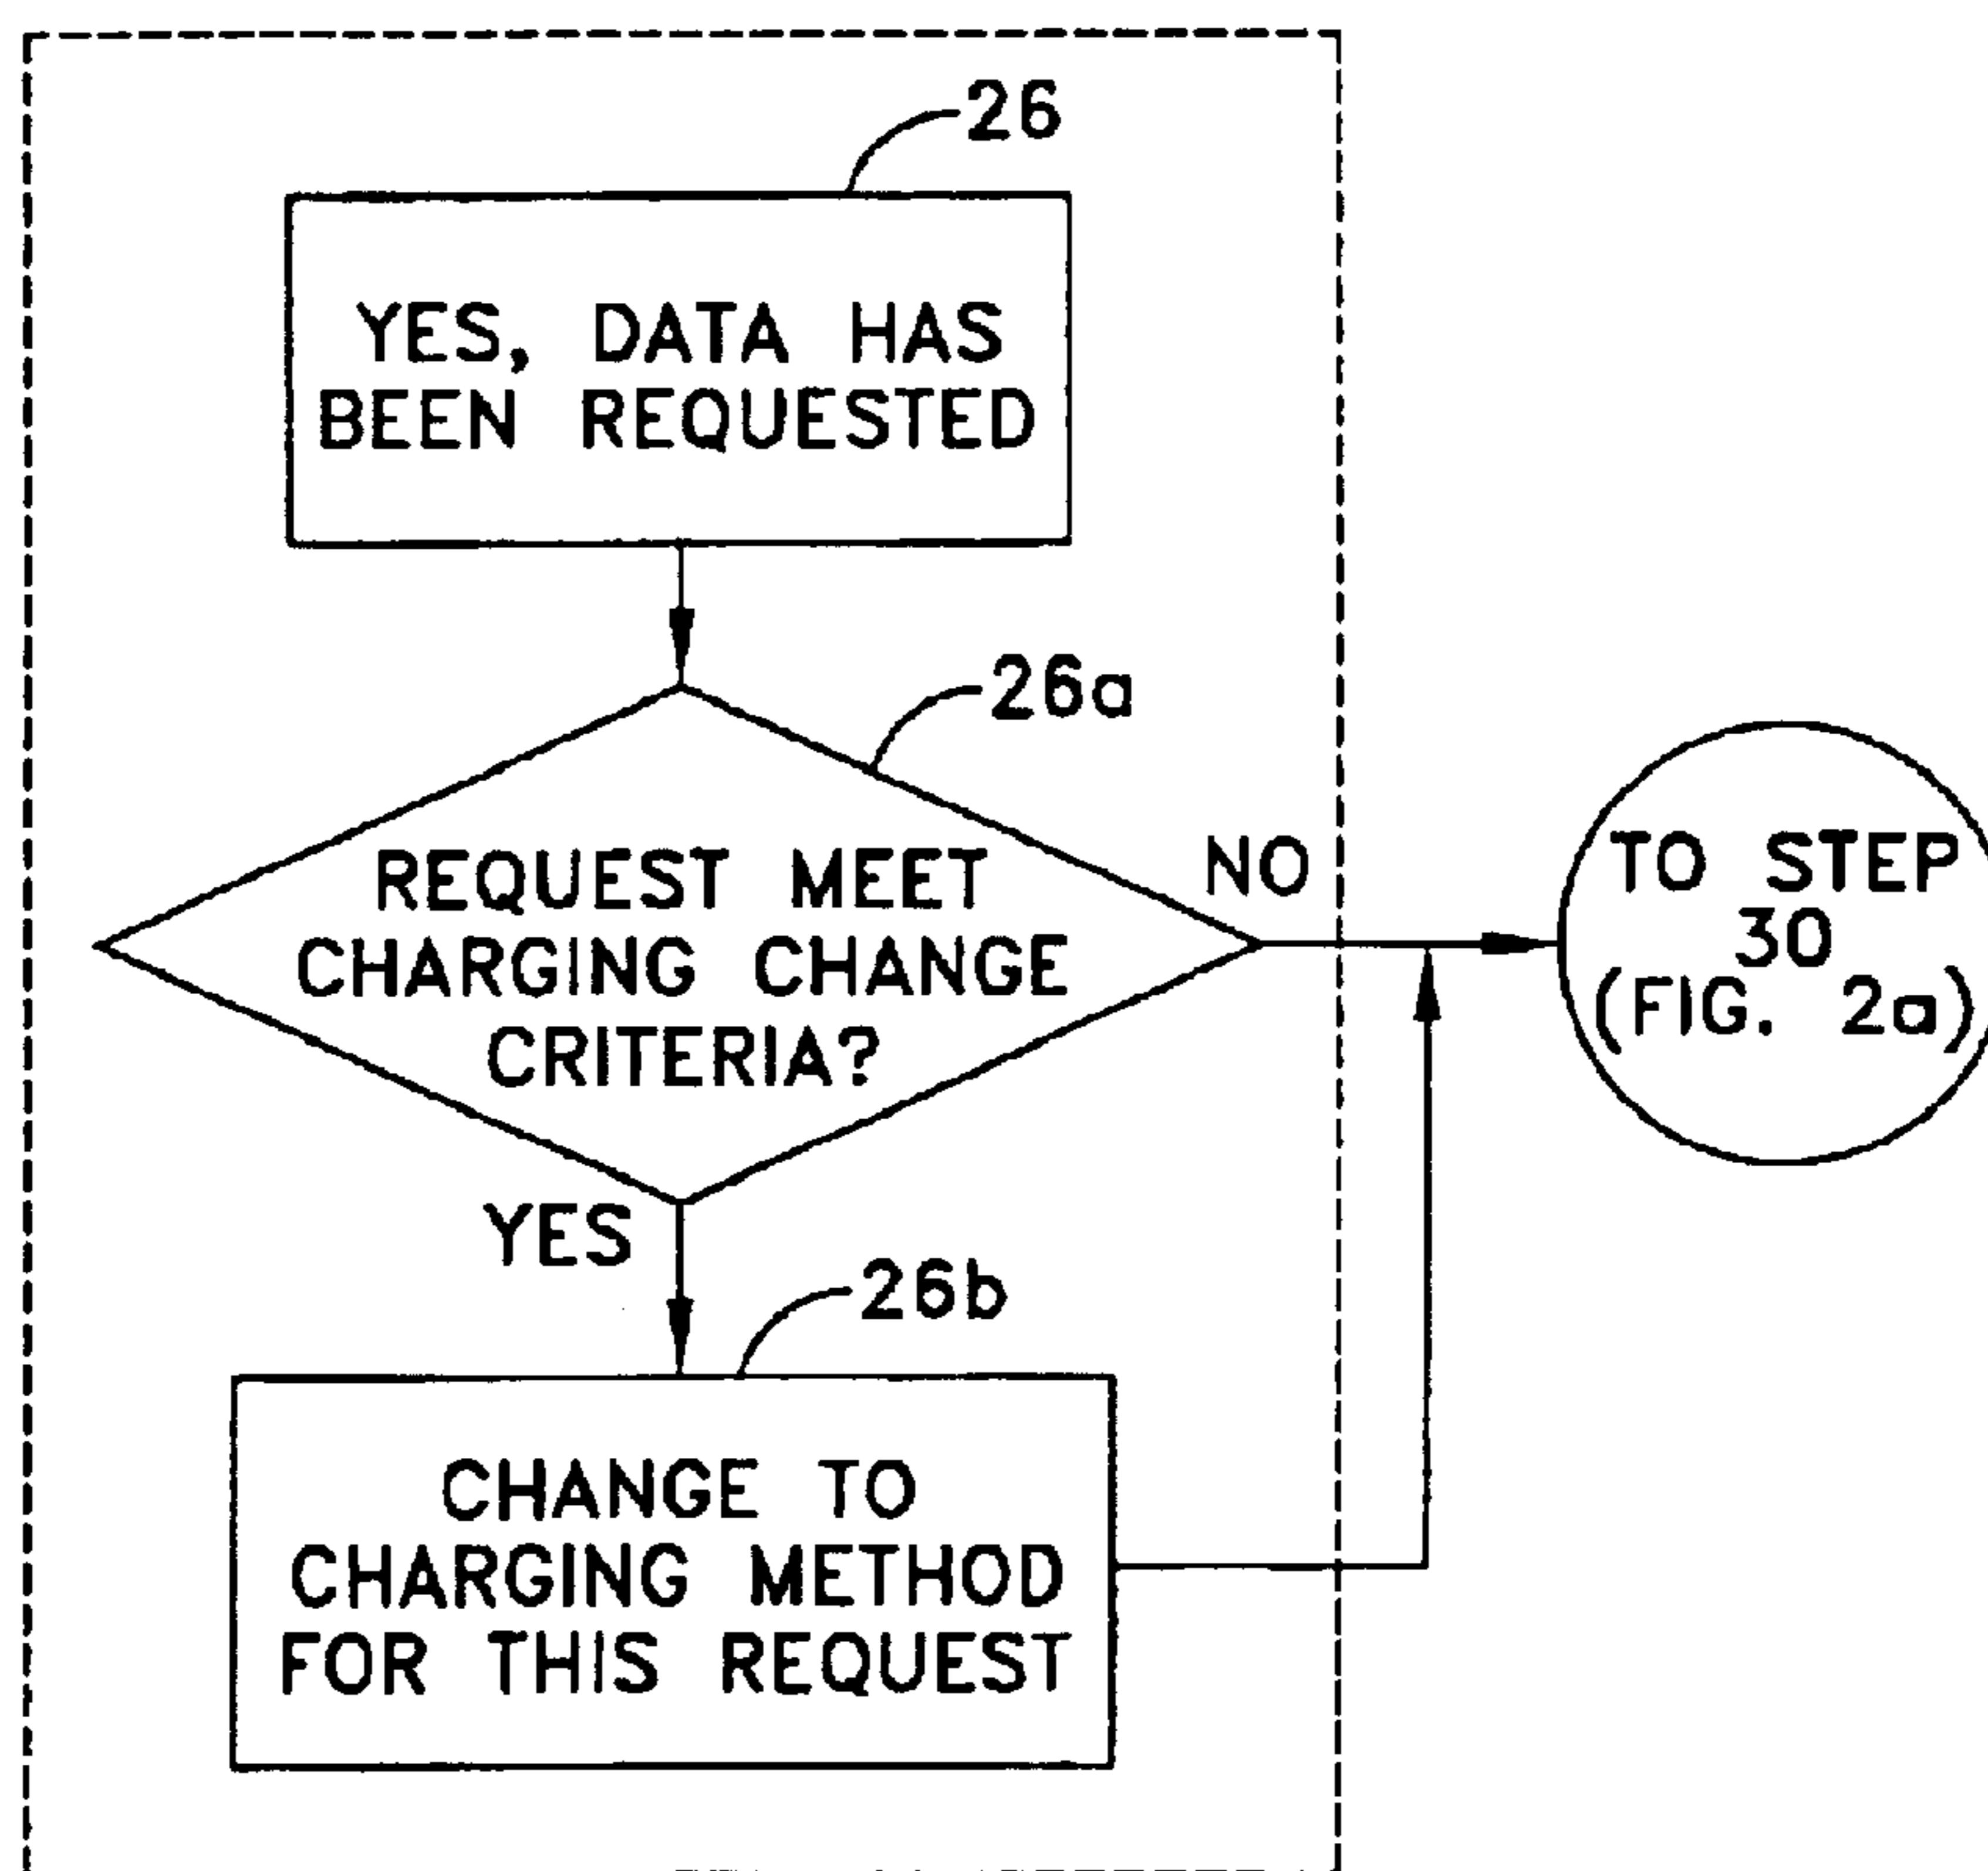 26
YES, DATA HAS
BEEN REQUESTED
26a
REQUEST MEET
CHARGING CHANGE
CRITERIA?
NO
TO STEP
30
(FIG. 2a)
YES
26b
CHANGE TO
CHARGING METHOD
FOR THIS REQUEST